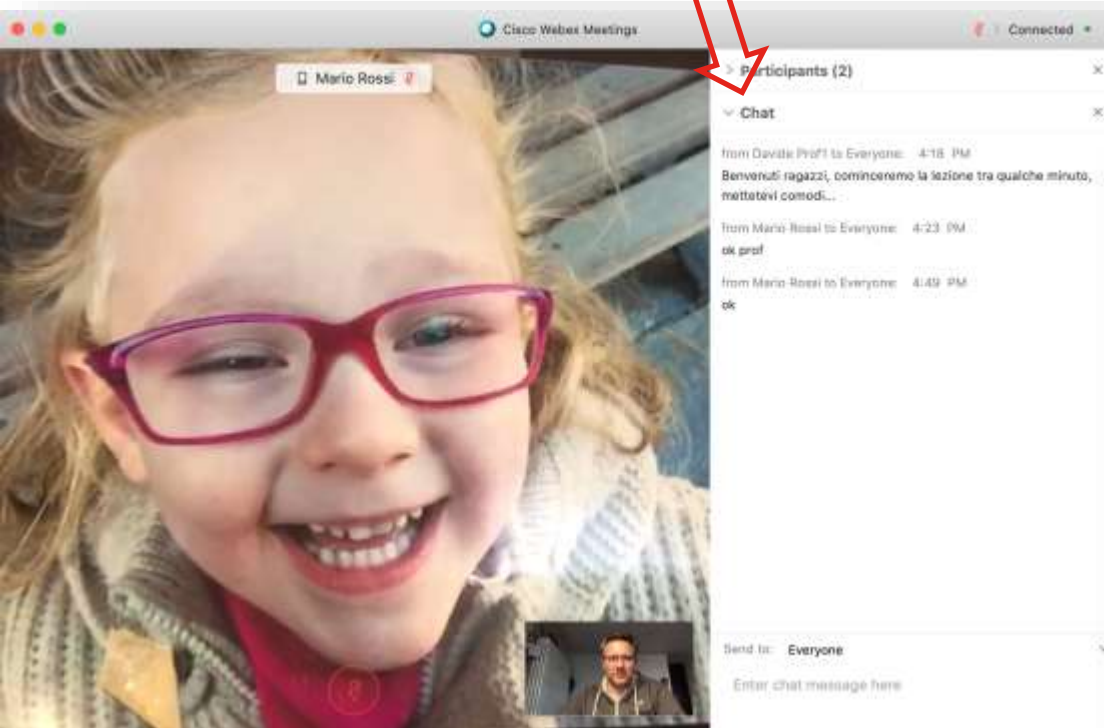 Cisco Webex Meetings
Connected
Mario Rossi
Participants (2)
Chat
from Davide Prof1 to Everyone: 4:18 PM
Benvenuti ragazzi, cominceremo la lezione tra qualche minuto,
mettetevi comodi...
from Mario Rossi to Everyone: 4:23 PM
ok prof
from Mario Rossi to Everyone: 4:49 PM
ok
Send to: Everyone
Enter chat message here